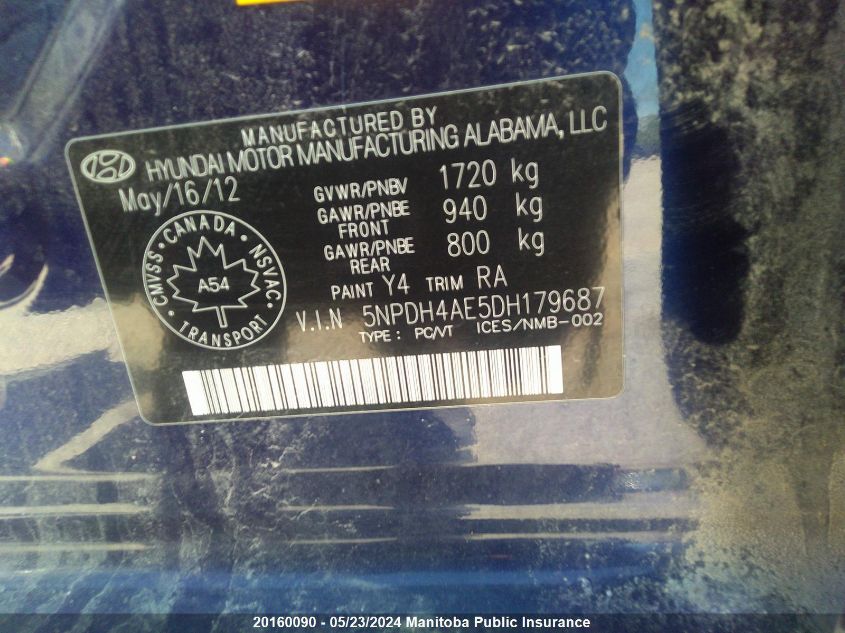 MANUFACTURED BY
HYUNDAI MOTOR MANUFACTURING ALABAMA, LLC
May/16/12
GVWR/PNBV 1720 kg
GAWR/PNBE FRONT 940 kg
GAWR/PNBE REAR 800 kg
CMVSS • CANADA • NSVAC •
A54
TRANSPORT
PAINT Y4 TRIM RA
V.I.N 5NPDH4AE5DH179687
TYPE: PC/VT ICES/NMB-002
20160090 - 05/23/2024 Manitoba Public Insurance